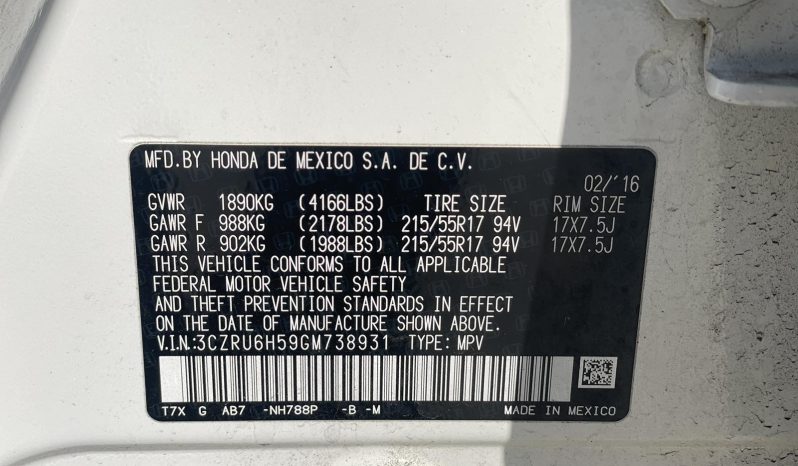 MFD.BY HONDA DE MEXICO S.A. DE C.V.
02/'16
GVWR 1890KG (4166LBS) TIRE SIZE RIM SIZE
GAWR F 988KG (2178LBS) 215/55R17 94V 17X7.5J
GAWR R 902KG (1988LBS) 215/55R17 94V 17X7.5J
THIS VEHICLE CONFORMS TO ALL APPLICABLE
FEDERAL MOTOR VEHICLE SAFETY
AND THEFT PREVENTION STANDARDS IN EFFECT
ON THE DATE OF MANUFACTURE SHOWN ABOVE.
V.I.N:3CZRU6H59GM738931 TYPE: MPV
T7X G AB7 -NH788P -B -M MADE IN MEXICO